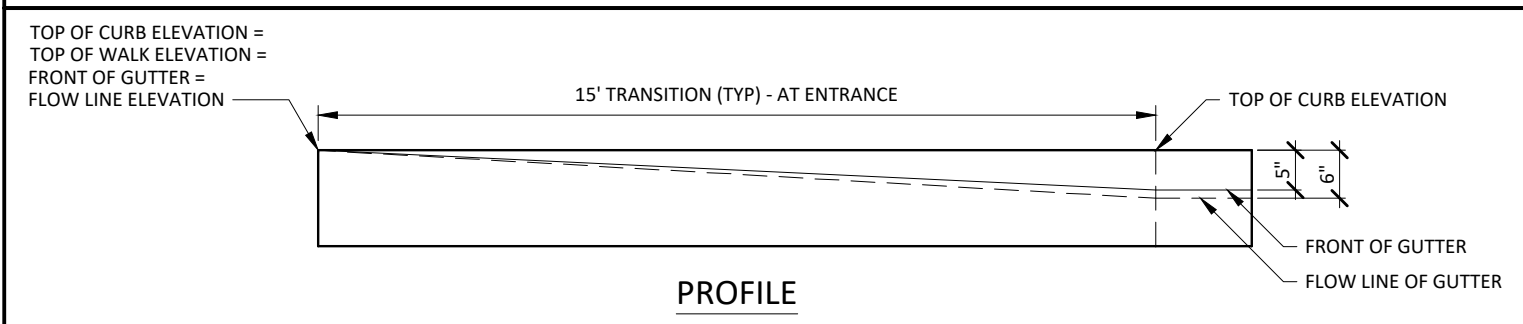 TOP OF CURB ELEVATION =
TOP OF WALK ELEVATION =
FRONT OF GUTTER =
FLOW LINE ELEVATION
15' TRANSITION (TYP) - AT ENTRANCE
TOP OF CURB ELEVATION
5"
6"
FRONT OF GUTTER
FLOW LINE OF GUTTER
PROFILE